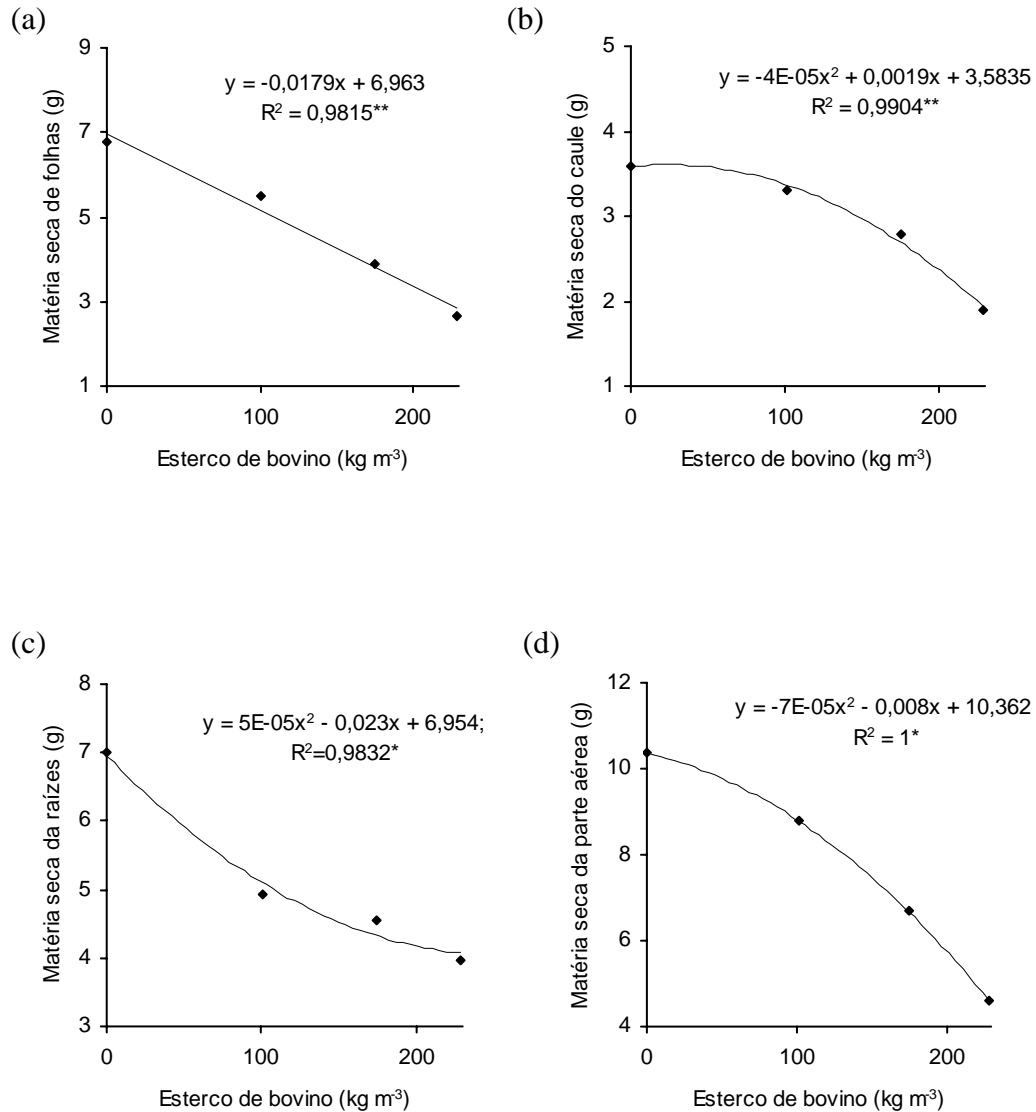 (a)
y = -0,0179x + 6,963
R² = 0,9815**
9
7
5
3
1
0 100 200
Matéria seca de folhas (g)
Esterco de bovino (kg m⁻³)
(b)
y = -4E-05x² + 0,0019x + 3,5835
R² = 0,9904**
5
4
3
2
1
0 100 200
Matéria seca do caule (g)
Esterco de bovino (kg m⁻³)
(c)
y = 5E-05x² - 0,023x + 6,954;
R²=0,9832*
8
7
6
5
4
3
0 100 200
Matéria seca da raízes (g)
Esterco de bovino (kg m⁻³)
(d)
y = -7E-05x² - 0,008x + 10,362
R² = 1*
12
10
8
6
4
0 100 200
Matéria seca da parte aérea (g)
Esterco de bovino (kg m⁻³)